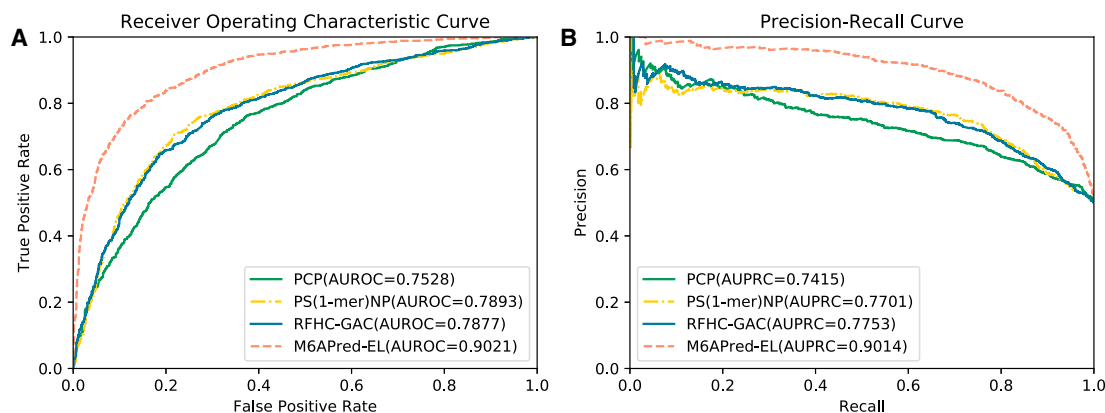 Receiver Operating Characteristic Curve
A
1.0
0.8
0.6
0.4
0.2
0.0
True Positive Rate
PCP(AUROC=0.7528)
PS(1-mer)NP(AUROC=0.7893)
RFHC-GAC(AUROC=0.7877)
M6APred-EL(AUROC=0.9021)
0.0 0.2 0.4 0.6 0.8 1.0
False Positive Rate
Precision-Recall Curve
B
1.0
0.8
0.6
0.4
0.2
0.0
Precision
PCP(AUPRC=0.7415)
PS(1-mer)NP(AUPRC=0.7701)
RFHC-GAC(AUPRC=0.7753)
M6APred-EL(AUPRC=0.9014)
0.0 0.2 0.4 0.6 0.8 1.0
Recall